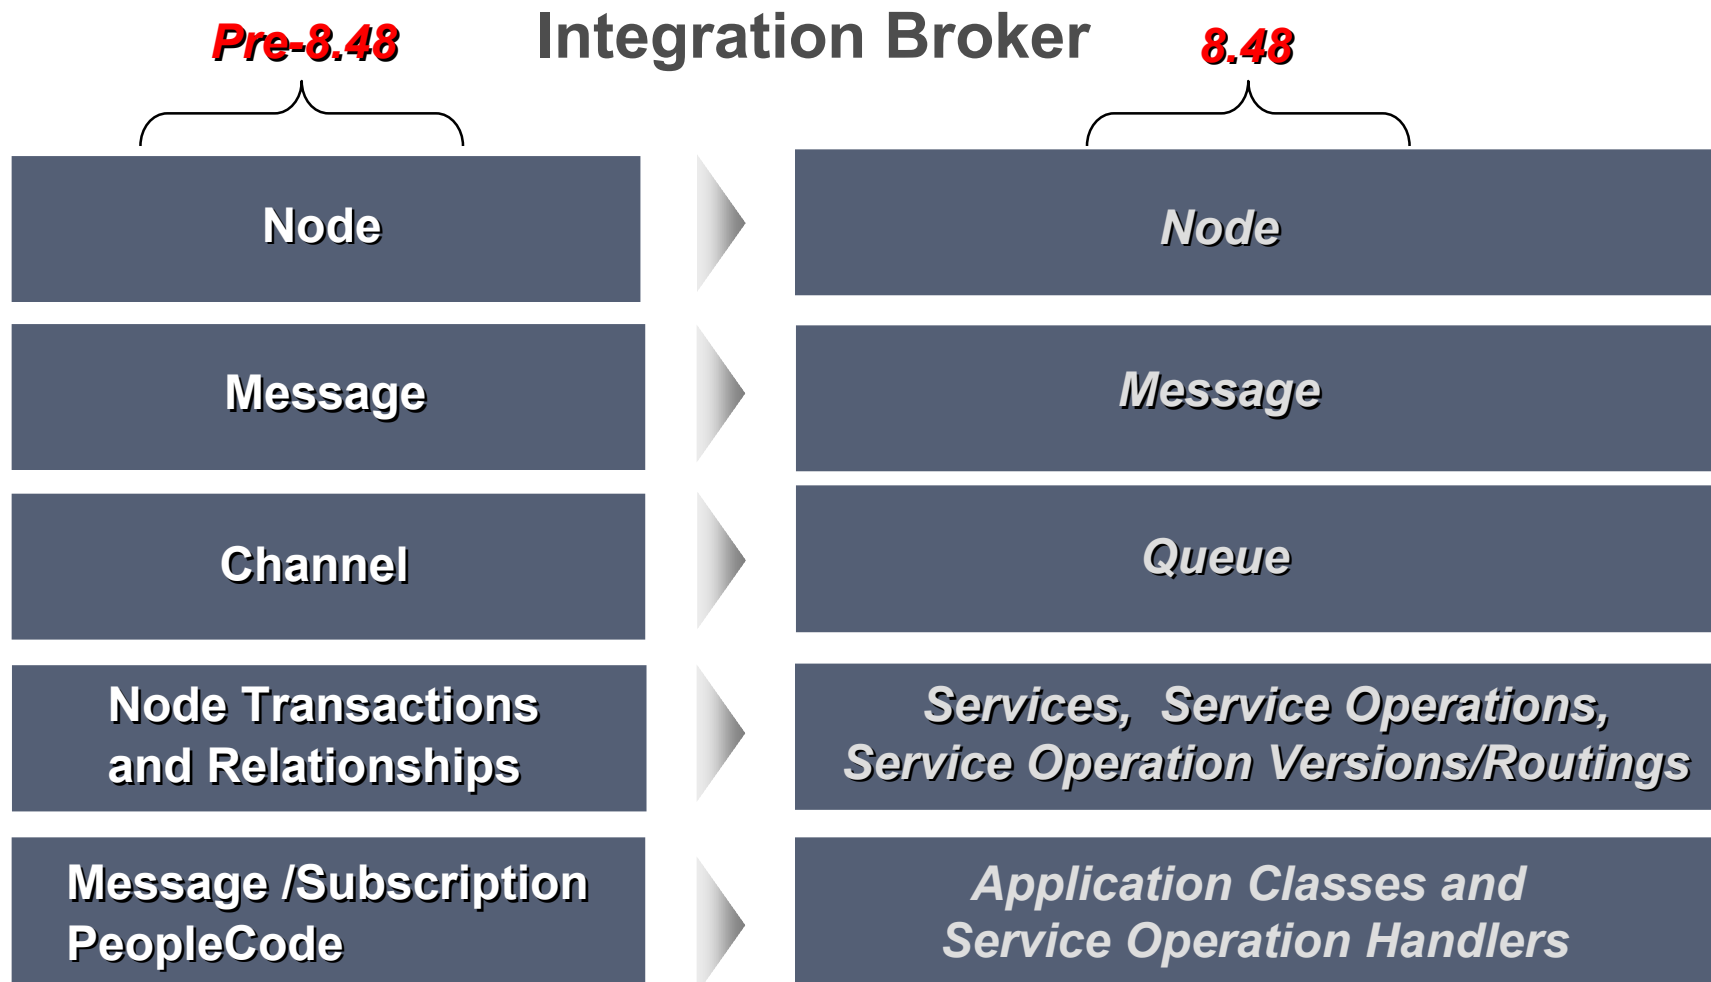 Pre-8.48
Integration Broker
8.48
Node
Node
Message
Message
Channel
Queue
Node Transactions
and Relationships
Services,  Service Operations,
Service Operation Versions/Routings
Message /Subscription
PeopleCode
Application Classes and
Service Operation Handlers